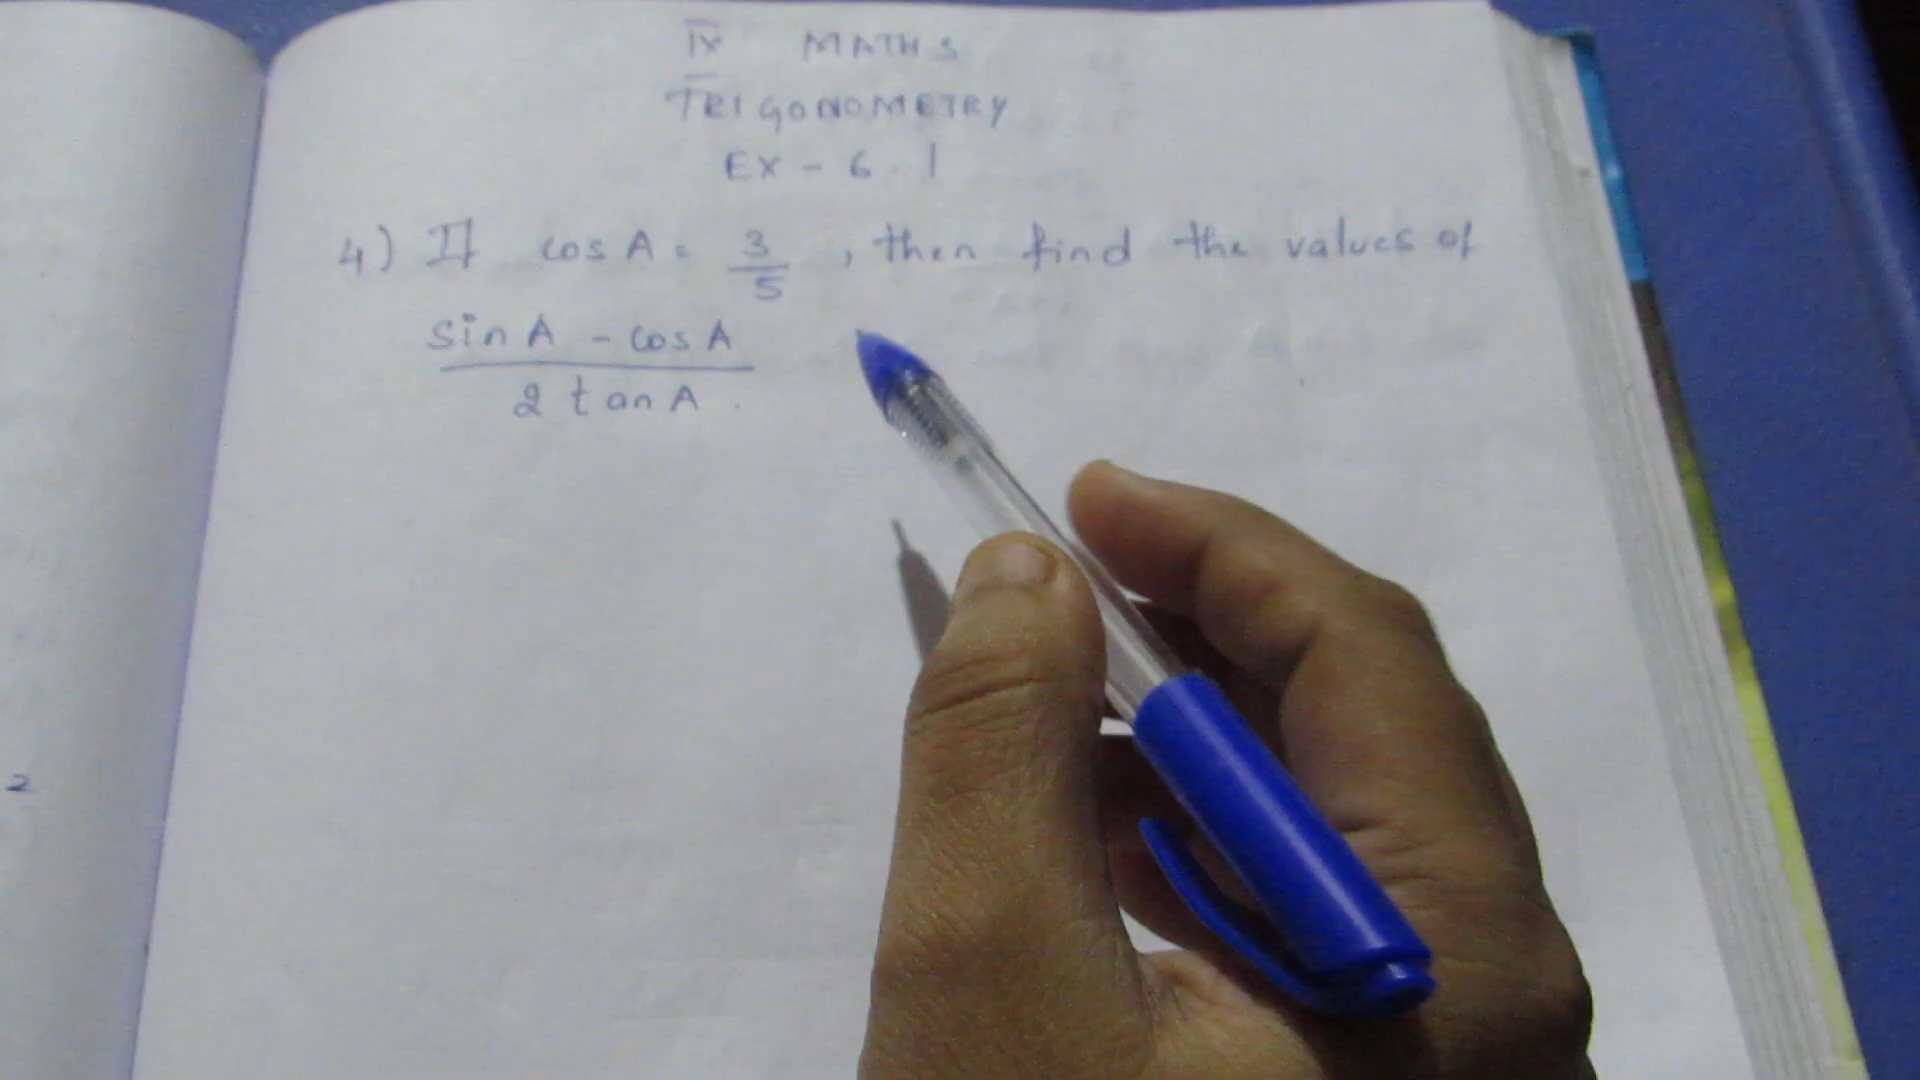 IX MATHS
TRIGONOMETRY
EX - 6.1
4) If cos A = 3/5, then find the values of
sin A - cos A
2 tan A.
2